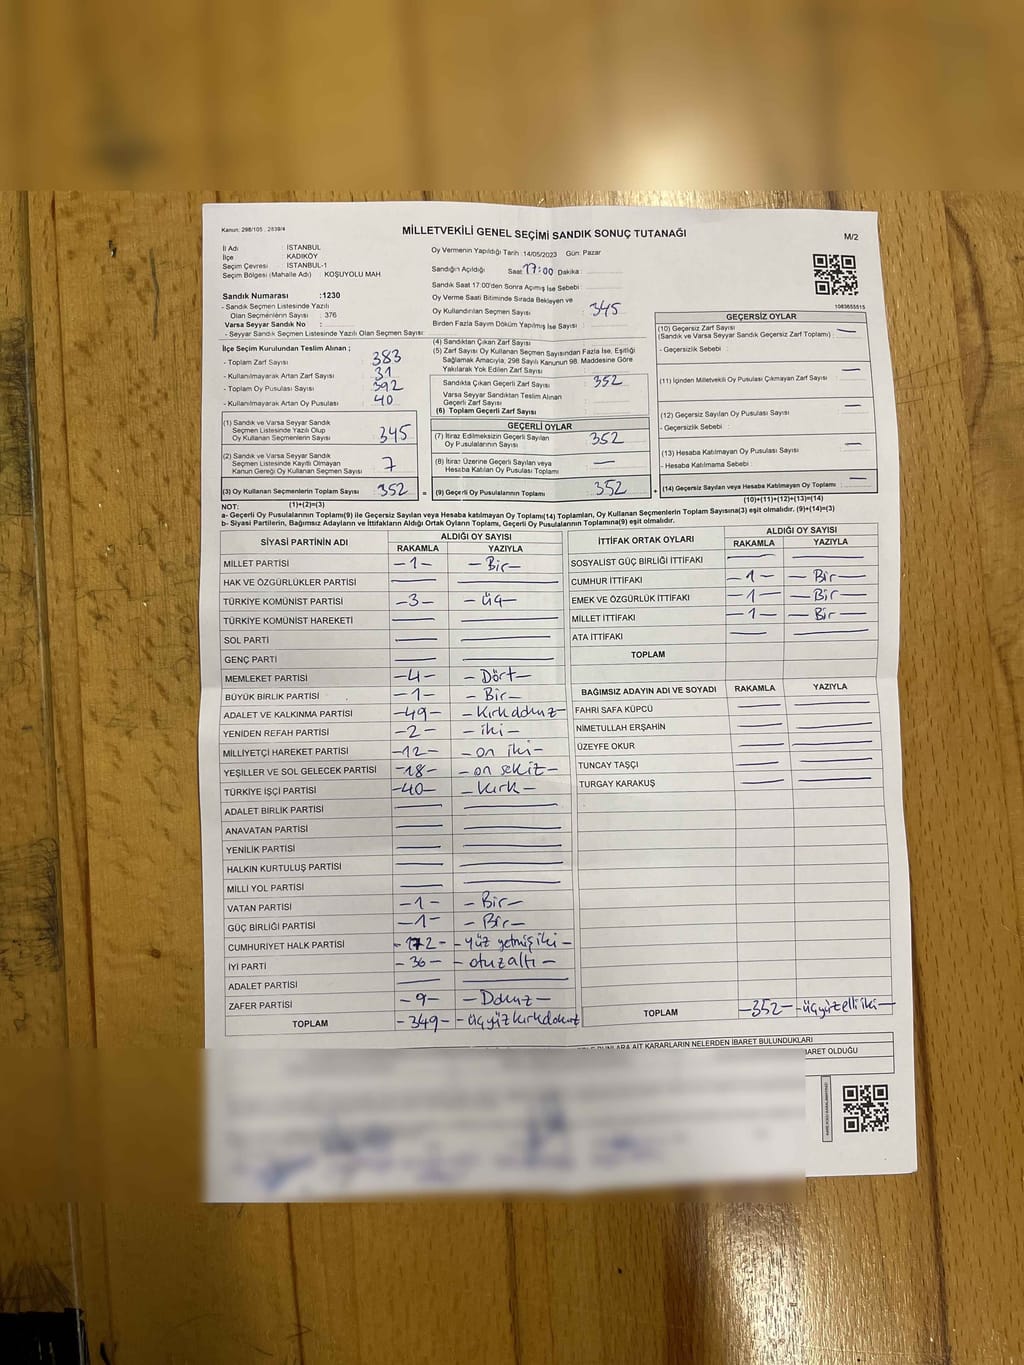 Kanun: 298/105 , 2839/4
MİLLETVEKİLİ GENEL SEÇİMİ SANDIK SONUÇ TUTANAĞI
M/2
İl Adı : İSTANBUL
İlçe : KADIKÖY
Seçim Çevresi : İSTANBUL-1
Seçim Bölgesi (Mahalle Adı) : KOŞUYOLU MAH
Sandık Numarası :1230
- Sandık Seçmen Listesinde Yazılı
Olan Seçmenlerin Sayısı : 376
Varsa Seyyar Sandık No :
- Seyyar Sandık Seçmen Listesinde Yazılı Olan Seçmen Sayısı:
Oy Vermenin Yapıldığı Tarih :14/05/2023 Gün: Pazar
Sandığın Açıldığı Saat 17:00 Dakika:
Sandık Saat 17:00'den Sonra Açımış İse Sebebi :
Oy Verme Saati Bitiminde Sırada Bekleyen ve
Oy Kullandırılan Seçmen Sayısı : 345
Birden Fazla Sayım Döküm Yapılmış İse Sayısı :
1083655515
İlçe Seçim Kurulundan Teslim Alınan ;
- Toplam Zarf Sayısı : 383
- Kullanılmayarak Artan Zarf Sayısı : 31
- Toplam Oy Pusulası Sayısı : 392
- Kullanılmayarak Artan Oy Pusulası : 40
(1) Sandık ve Varsa Seyyar Sandık
Seçmen Listesinde Yazılı Olup
Oy Kullanan Seçmenlerin Sayısı : 345
(2) Sandık ve Varsa Seyyar Sandık
Seçmen Listesinde Kayıtlı Olmayan
Kanun Gereği Oy Kullanan Seçmen Sayısı : 7
(3) Oy Kullanan Seçmenlerin Toplam Sayısı : 352 =
(1)+(2)=(3)
(4) Sandıktan Çıkan Zarf Sayısı :
(5) Zarf Sayısı Oy Kullanan Seçmen Sayısından Fazla İse, Eşitliği
Sağlamak Amacıyla, 298 Sayılı Kanunun 98. Maddesine Göre
Yakılarak Yok Edilen Zarf Sayısı :
Sandıkta Çıkan Geçerli Zarf Sayısı : 352
Varsa Seyyar Sandıktan Teslim Alınan
Geçerli Zarf Sayısı :
(6) Toplam Geçerli Zarf Sayısı :
GEÇERLİ OYLAR
(7) İtiraz Edilmeksizin Geçerli Sayılan
Oy Pusulalarının Sayısı : 352
(8) İtiraz Üzerine Geçerli Sayılan veya
Hesaba Katılan Oy Pusulası Toplamı : —
(9) Geçerli Oy Pusulalarının Toplamı : 352 +
GEÇERSİZ OYLAR
(10) Geçersiz Zarf Sayısı : —
(Sandık ve Varsa Seyyar Sandık Geçersiz Zarf Toplamı)
- Geçersizlik Sebebi :
(11) İçinden Milletvekili Oy Pusulası Çıkmayan Zarf Sayısı : —
(12) Geçersiz Sayılan Oy Pusulası Sayısı : —
- Geçersizlik Sebebi :
(13) Hesaba Katılmayan Oy Pusulası Sayısı : —
- Hesaba Katılmama Sebebi :
(14) Geçersiz Sayılan veya Hesaba Katılmayan Oy Toplamı : —
(10)+(11)+(12)+(13)=(14)
NOT:
a- Geçerli Oy Pusulalarının Toplamı(9) ile Geçersiz Sayılan veya Hesaba katılmayan Oy Toplamı(14) Toplamları, Oy Kullanan Seçmenlerin Toplam Sayısına(3) eşit olmalıdır. (9)+(14)=(3)
b- Siyasi Partilerin, Bağımsız Adayların ve İttifakların Aldığı Ortak Oyların Toplamı, Geçerli Oy Pusulalarının Toplamına(9) eşit olmalıdır.
SİYASİ PARTİNİN ADI ALDIĞI OY SAYISI
RAKAMLA YAZIYLA
MİLLET PARTİSİ –1– –Bir–
HAK VE ÖZGÜRLÜKLER PARTİSİ — —
TÜRKİYE KOMÜNİST PARTİSİ –3– –üç–
TÜRKİYE KOMÜNİST HAREKETİ — —
SOL PARTİ — —
GENÇ PARTİ — —
MEMLEKET PARTİSİ –4– –Dört–
BÜYÜK BİRLİK PARTİSİ –1– –Bir–
ADALET VE KALKINMA PARTİSİ –49– –Kırkdokuz–
YENİDEN REFAH PARTİSİ –2– –iki–
MİLLİYETÇİ HAREKET PARTİSİ –12– –on iki–
YEŞİLLER VE SOL GELECEK PARTİSİ –18– –on sekiz–
TÜRKİYE İŞÇİ PARTİSİ –40– –Kırk–
ADALET BİRLİK PARTİSİ — —
ANAVATAN PARTİSİ — —
YENİLİK PARTİSİ — —
HALKIN KURTULUŞ PARTİSİ — —
MİLLİ YOL PARTİSİ — —
VATAN PARTİSİ –1– –Bir–
GÜÇ BİRLİĞİ PARTİSİ –1– –Bir–
CUMHURİYET HALK PARTİSİ –172– –yüz yetmişiki–
İYİ PARTİ –36– –otuzaltı–
ADALET PARTİSİ — —
ZAFER PARTİSİ –9– –Dokuz–
TOPLAM –349– –üçyüzkırkdokuz
İTTİFAK ORTAK OYLARI ALDIĞI OY SAYISI
RAKAMLA YAZIYLA
SOSYALİST GÜÇ BİRLİĞİ İTTİFAKI — —
CUMHUR İTTİFAKI –1– –Bir–
EMEK VE ÖZGÜRLÜK İTTİFAKI –1– –Bir–
MİLLET İTTİFAKI –1– –Bir–
ATA İTTİFAKI — —
TOPLAM
BAĞIMSIZ ADAYIN ADI VE SOYADI RAKAMLA YAZIYLA
FAHRİ SAFA KÜPCÜ — —
NİMETULLAH ERŞAHİN — —
ÜZEYFE OKUR — —
TUNCAY TAŞÇI — —
TURGAY KARAKUŞ — —
TOPLAM –352– –üçyüzelliiki–
BUNLARA AİT KARARLARIN NELERDEN İBARET BULUNDUKLARI
BARET OLDUĞU